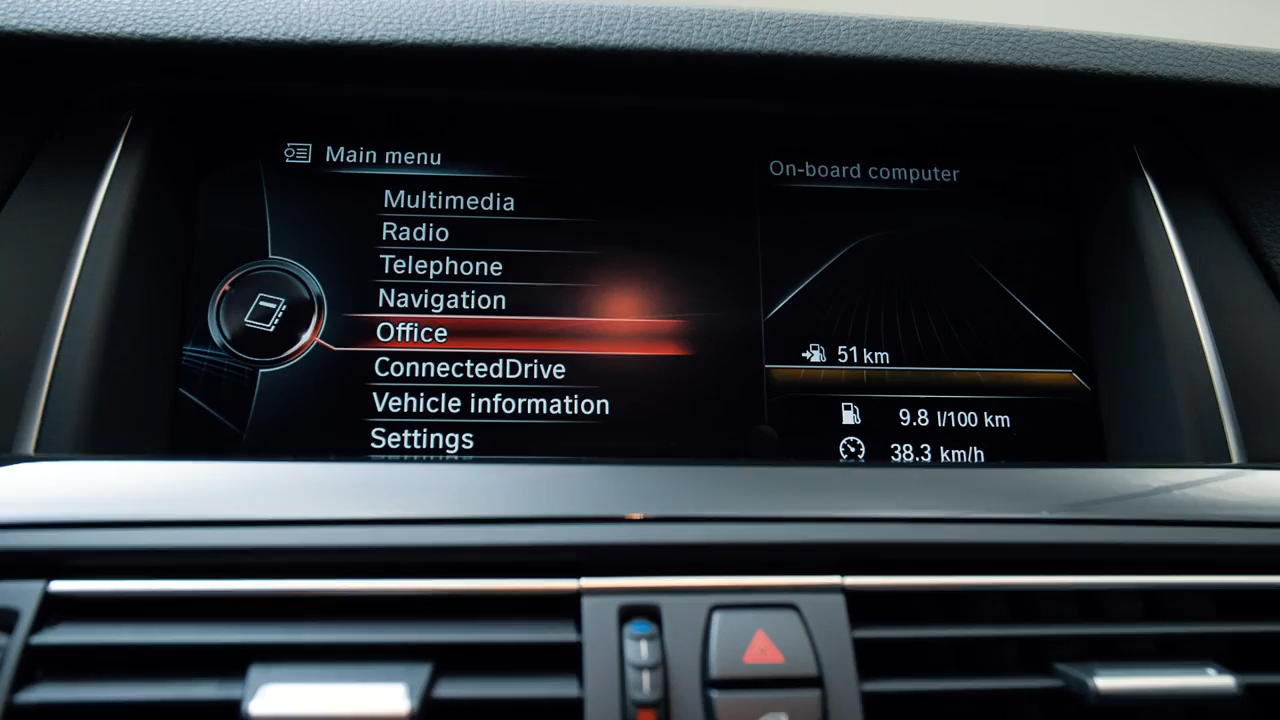 Main menu
Multimedia
Radio
Telephone
Navigation
Office
ConnectedDrive
Vehicle information
Settings
On-board computer
51 km
9.8 l/100 km
38.3 km/h